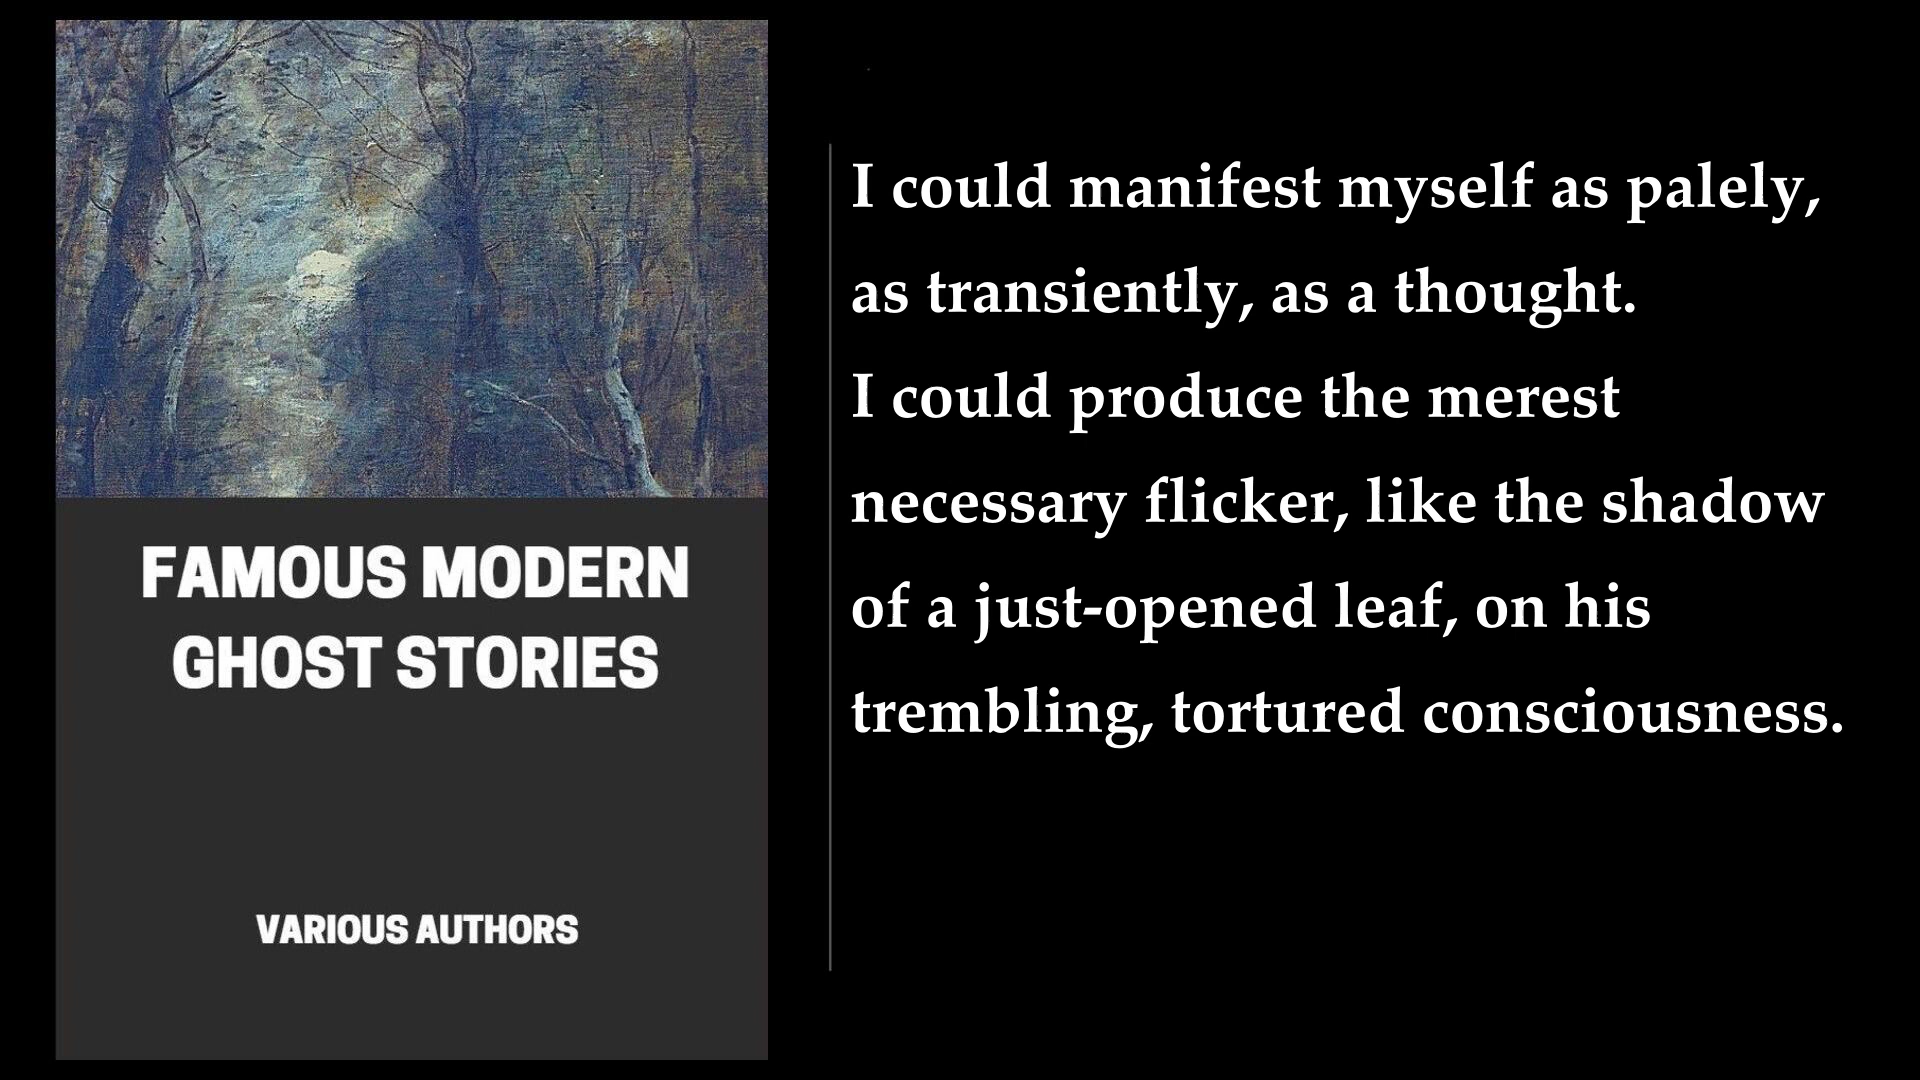 FAMOUS MODERN
GHOST STORIES
VARIOUS AUTHORS
I could manifest myself as palely,
as transiently, as a thought.
I could produce the merest
necessary flicker, like the shadow
of a just-opened leaf, on his
trembling, tortured consciousness.